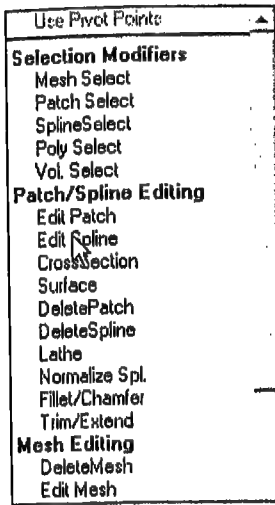 Use Pivot Points
Selection Modifiers
Mesh Select
Patch Select
SplineSelect
Poly Select
Vol. Select
Patch/Spline Editing
Edit Patch
Edit Spline
CrossSection
Surface
DeletePatch
DeleteSpline
Lathe
Normalize Spl.
Fillet/Chamfer
Trim/Extend
Mesh Editing
DeleteMesh
Edit Mesh